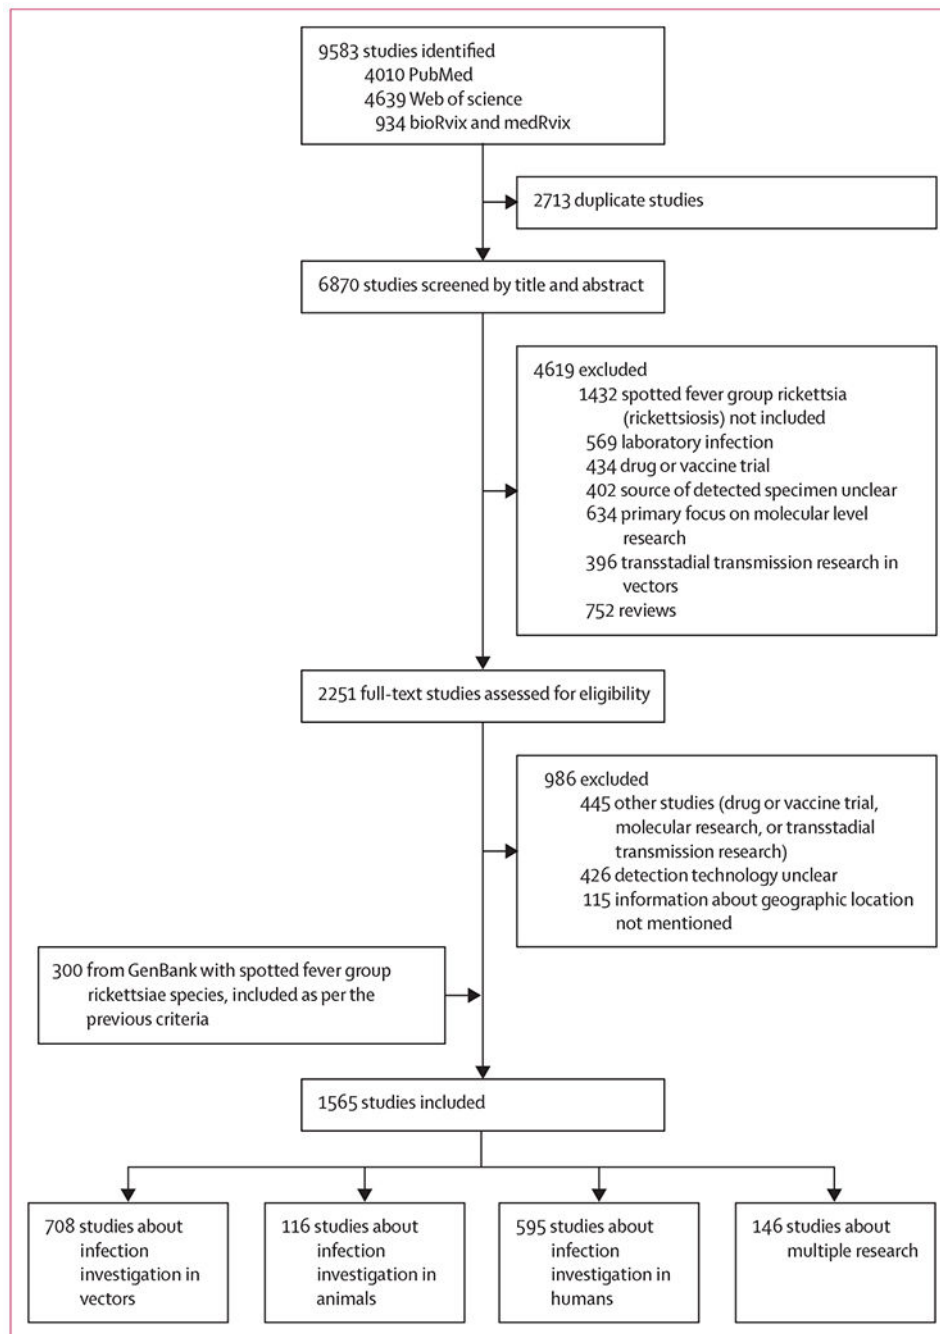 9583 studies identified
4010 PubMed
4639 Web of science
934 bioRvix and medRvix
2713 duplicate studies
6870 studies screened by title and abstract
4619 excluded
1432 spotted fever group rickettsia
(rickettsiosis) not included
569 laboratory infection
434 drug or vaccine trial
402 source of detected specimen unclear
634 primary focus on molecular level
research
396 transstadial transmission research in
vectors
752 reviews
2251 full-text studies assessed for eligibility
986 excluded
445 other studies (drug or vaccine trial,
molecular research, or transstadial
transmission research)
426 detection technology unclear
115 information about geographic location
not mentioned
300 from GenBank with spotted fever group
rickettsiae species, included as per the
previous criteria
1565 studies included
708 studies about
infection
investigation in
vectors
116 studies about
infection
investigation in
animals
595 studies about
infection
investigation in
humans
146 studies about
multiple research